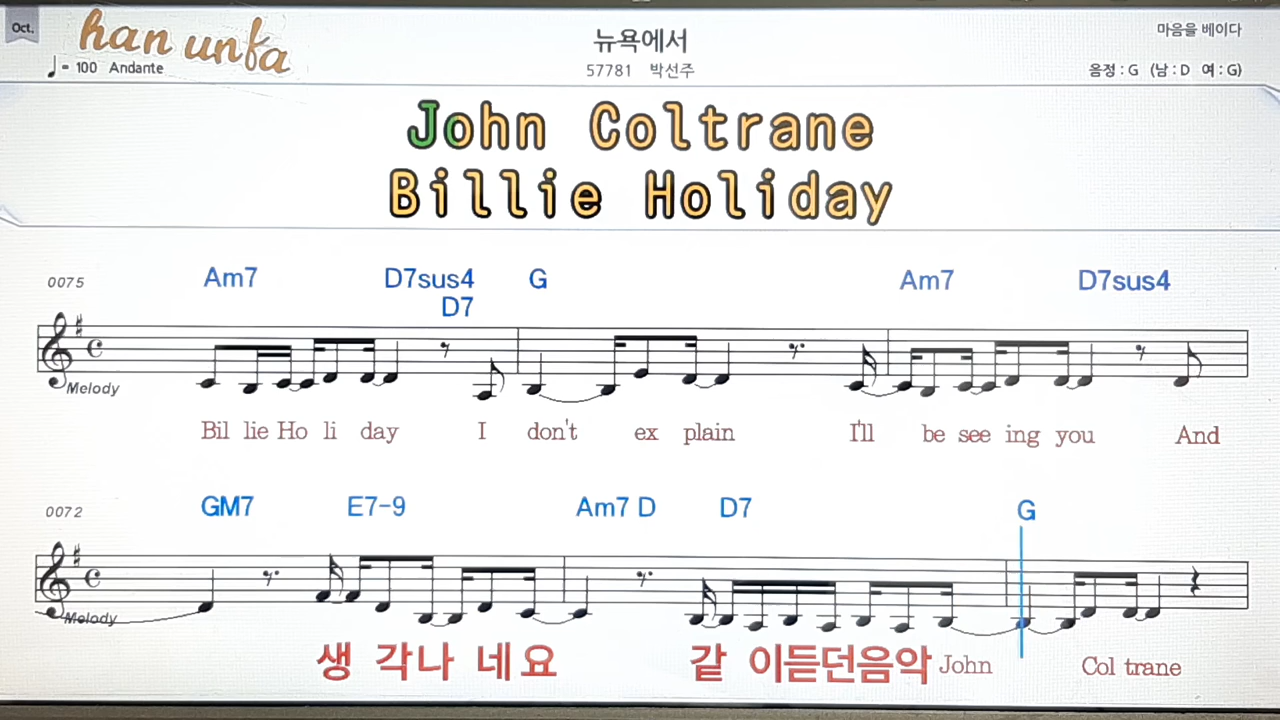 Oct.
han unfa
♩= 100 Andante
뉴욕에서
57781 박선주
마음을 베이다
음정 : G (남 : D 여 : G)
John Coltrane
Billie Holiday
0075
Am7 D7sus4 G Am7 D7sus4
D7
Melody
Bil lie Ho li day I don't ex plain I'll be see ing you And
0072
GM7 E7-9 Am7 D D7 G
Melody
생 각나 네요 같 이듣던음악 John Col trane